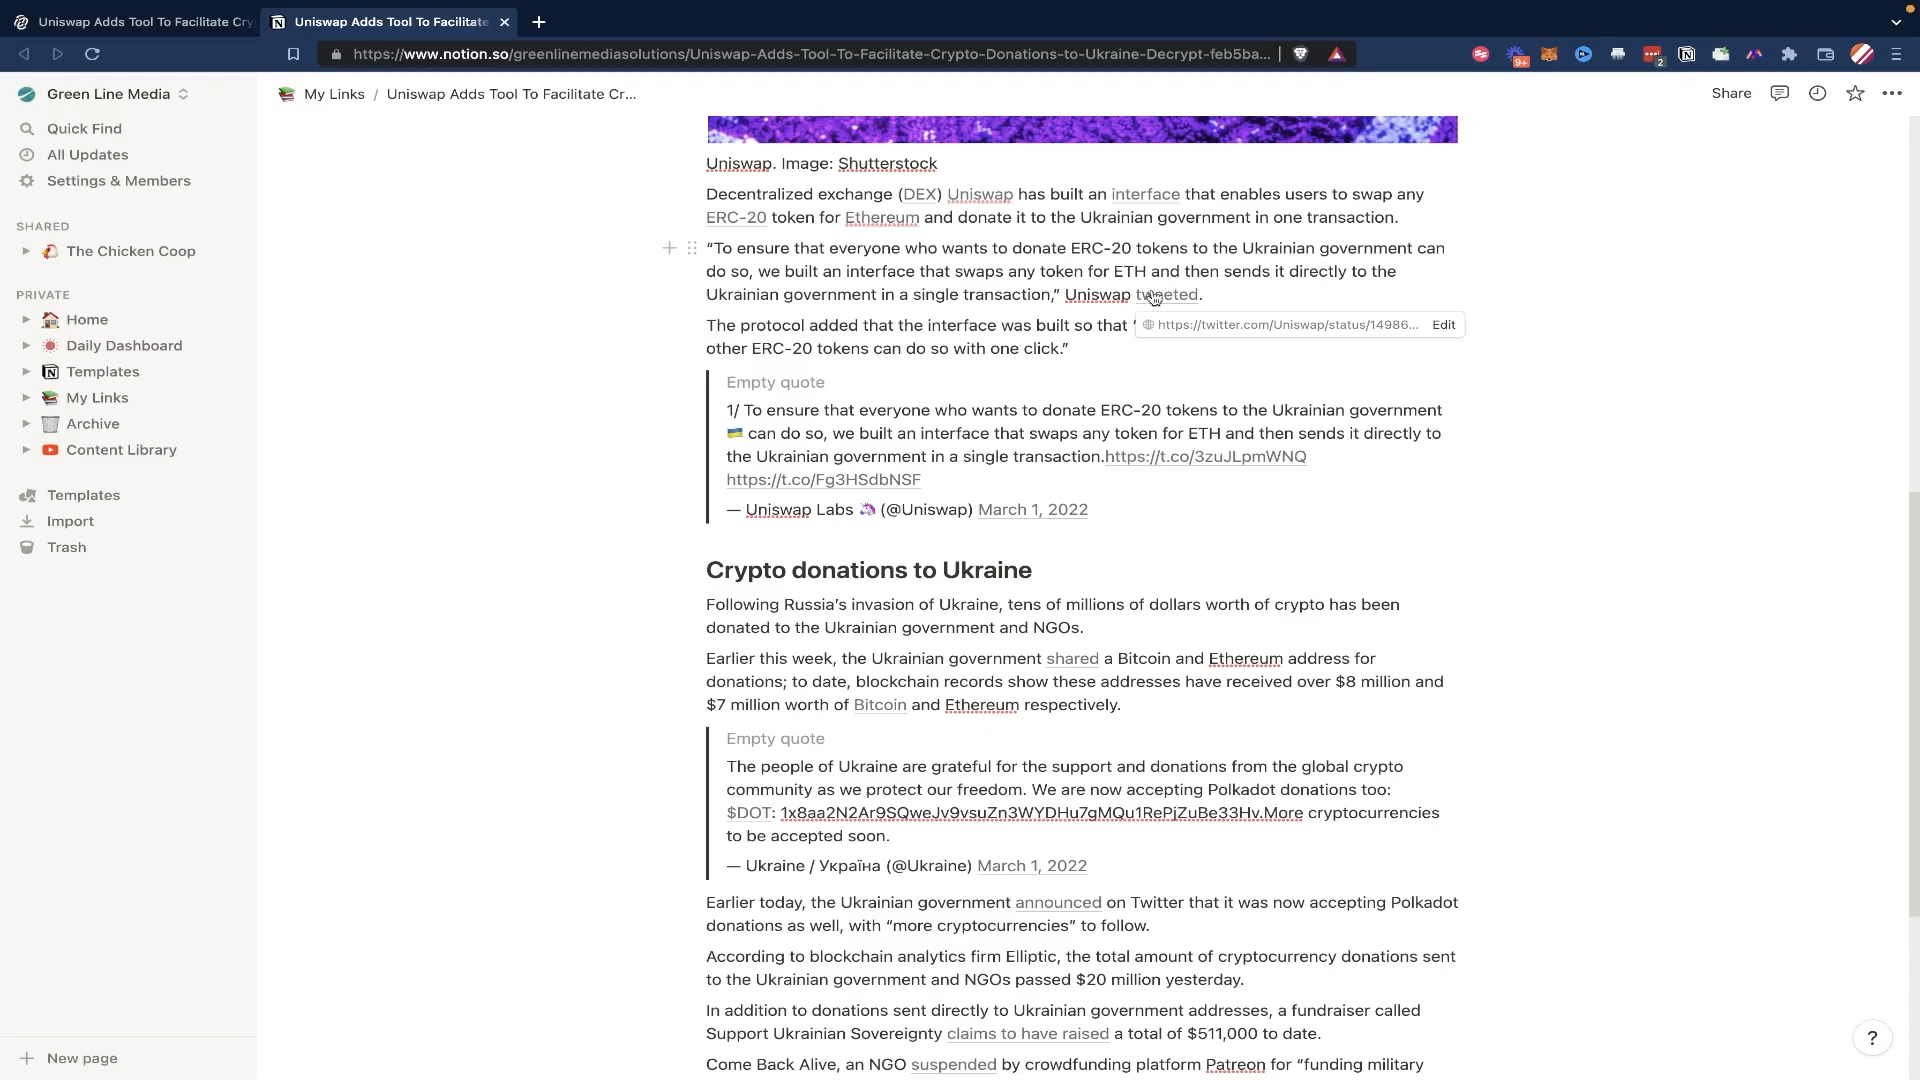 Uniswap Adds Tool To Facilitate Cry
Uniswap Adds Tool To Facilitate
https://www.notion.so/greenlinemediasolutions/Uniswap-Adds-Tool-To-Facilitate-Crypto-Donations-to-Ukraine-Decrypt-feb5ba...
9+
2
Green Line Media
My Links / Uniswap Adds Tool To Facilitate Cr...
Share
Quick Find
All Updates
Settings & Members
SHARED
The Chicken Coop
PRIVATE
Home
Daily Dashboard
Templates
My Links
Archive
Content Library
Templates
Import
Trash
New page
Uniswap. Image: Shutterstock
Decentralized exchange (DEX) Uniswap has built an interface that enables users to swap any
ERC-20 token for Ethereum and donate it to the Ukrainian government in one transaction.
“To ensure that everyone who wants to donate ERC-20 tokens to the Ukrainian government can
do so, we built an interface that swaps any token for ETH and then sends it directly to the
Ukrainian government in a single transaction,” Uniswap tweeted.
The protocol added that the interface was built so that “
https://twitter.com/Uniswap/status/14986... Edit
other ERC-20 tokens can do so with one click.”
Empty quote
1/ To ensure that everyone who wants to donate ERC-20 tokens to the Ukrainian government
🇺🇦 can do so, we built an interface that swaps any token for ETH and then sends it directly to
the Ukrainian government in a single transaction.https://t.co/3zuJLpmWNQ
https://t.co/Fg3HSdbNSF
— Uniswap Labs 🦄 (@Uniswap) March 1, 2022
Crypto donations to Ukraine
Following Russia’s invasion of Ukraine, tens of millions of dollars worth of crypto has been
donated to the Ukrainian government and NGOs.
Earlier this week, the Ukrainian government shared a Bitcoin and Ethereum address for
donations; to date, blockchain records show these addresses have received over $8 million and
$7 million worth of Bitcoin and Ethereum respectively.
Empty quote
The people of Ukraine are grateful for the support and donations from the global crypto
community as we protect our freedom. We are now accepting Polkadot donations too:
$DOT: 1x8aa2N2Ar9SQweJv9vsuZn3WYDHu7gMQu1RePjZuBe33Hv.More cryptocurrencies
to be accepted soon.
— Ukraine / Україна (@Ukraine) March 1, 2022
Earlier today, the Ukrainian government announced on Twitter that it was now accepting Polkadot
donations as well, with “more cryptocurrencies” to follow.
According to blockchain analytics firm Elliptic, the total amount of cryptocurrency donations sent
to the Ukrainian government and NGOs passed $20 million yesterday.
In addition to donations sent directly to Ukrainian government addresses, a fundraiser called
Support Ukrainian Sovereignty claims to have raised a total of $511,000 to date.
Come Back Alive, an NGO suspended by crowdfunding platform Patreon for “funding military
?